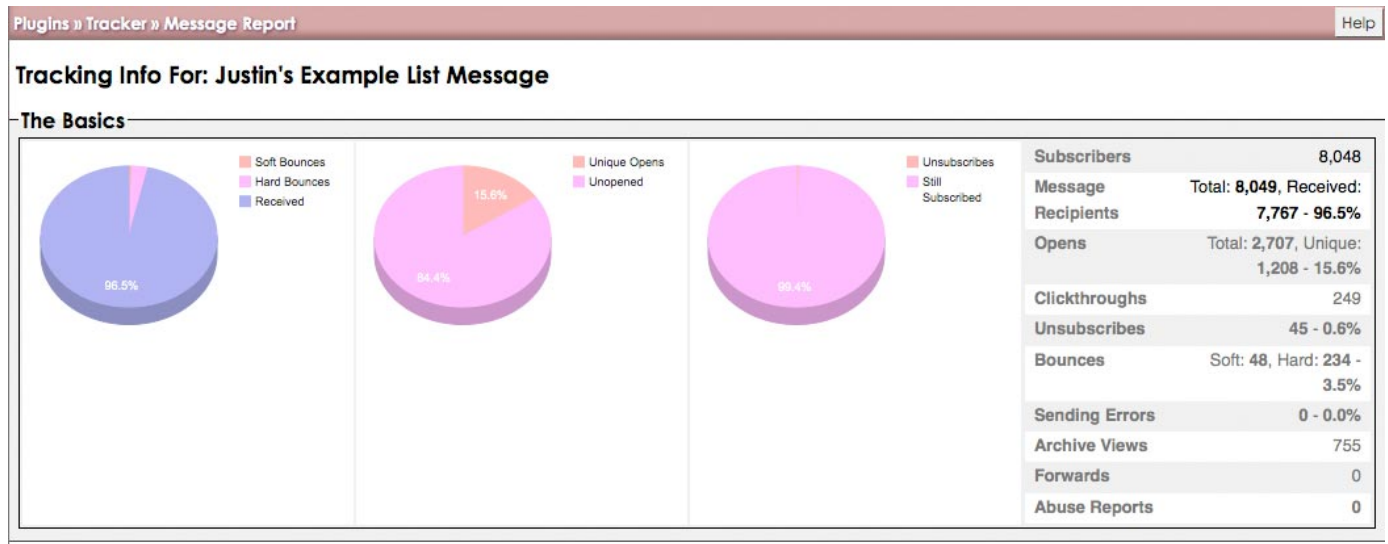 Plugins » Tracker » Message Report
Help
Tracking Info For: Justin's Example List Message
The Basics
Soft Bounces
Hard Bounces
Received
96.5%
Unique Opens
Unopened
15.6%
84.4%
Unsubscribes
Still
Subscribed
99.4%
Subscribers 8,048
Message Total: 8,049, Received:
Recipients 7,767 - 96.5%
Opens Total: 2,707, Unique:
1,208 - 15.6%
Clickthroughs 249
Unsubscribes 45 - 0.6%
Bounces Soft: 48, Hard: 234 -
3.5%
Sending Errors 0 - 0.0%
Archive Views 755
Forwards 0
Abuse Reports 0